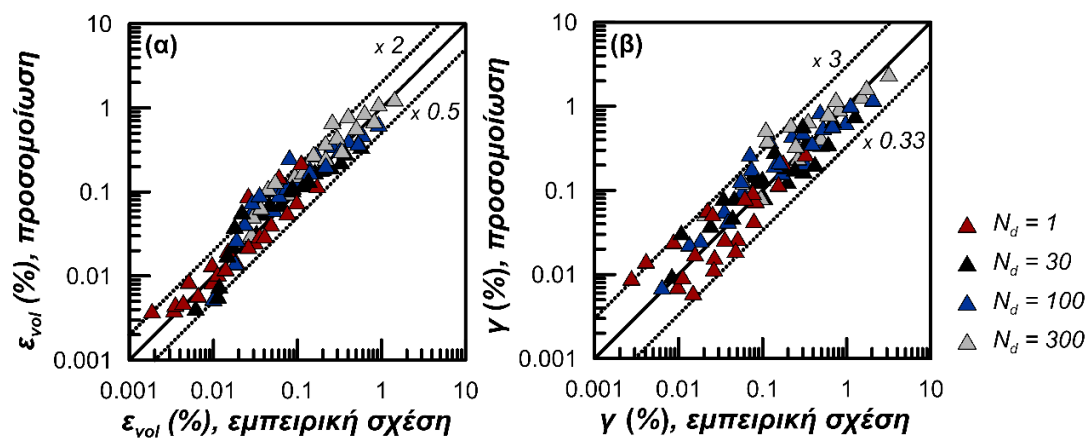 (α)
x 2
x 0.5
10
1
0.1
0.01
0.001
ε_vol (%), προσομοίωση
0.001 0.01 0.1 1 10
ε_vol (%), εμπειρική σχέση
(β)
x 3
x 0.33
10
1
0.1
0.01
0.001
γ (%), προσομοίωση
0.001 0.01 0.1 1 10
γ (%), εμπειρική σχέση
N_d = 1
N_d = 30
N_d = 100
N_d = 300